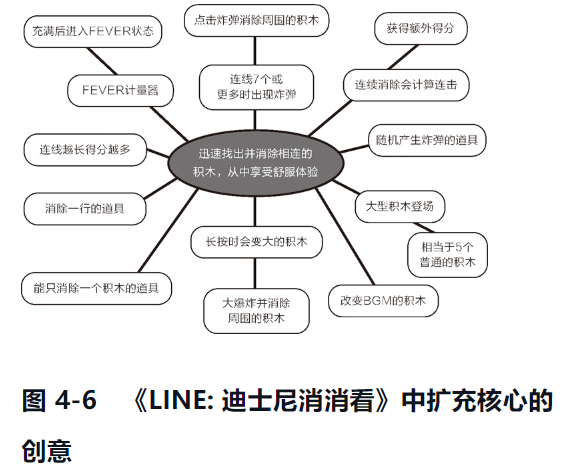 充满后进入FEVER状态
点击炸弹消除周围的积木
获得额外得分
FEVER计量器
连线7个或
更多时出现炸弹
连续消除会计算连击
连线越长得分越多
迅速找出并消除相连的
积木，从中享受舒服体验
随机产生炸弹的道具
消除一行的道具
长按时会变大的积木
大型积木登场
相当于5个
普通的积木
能只消除一个积木的道具
大爆炸并消除
周围的积木
改变BGM的积木
图 4-6 《LINE: 迪士尼消消看》中扩充核心的
创意